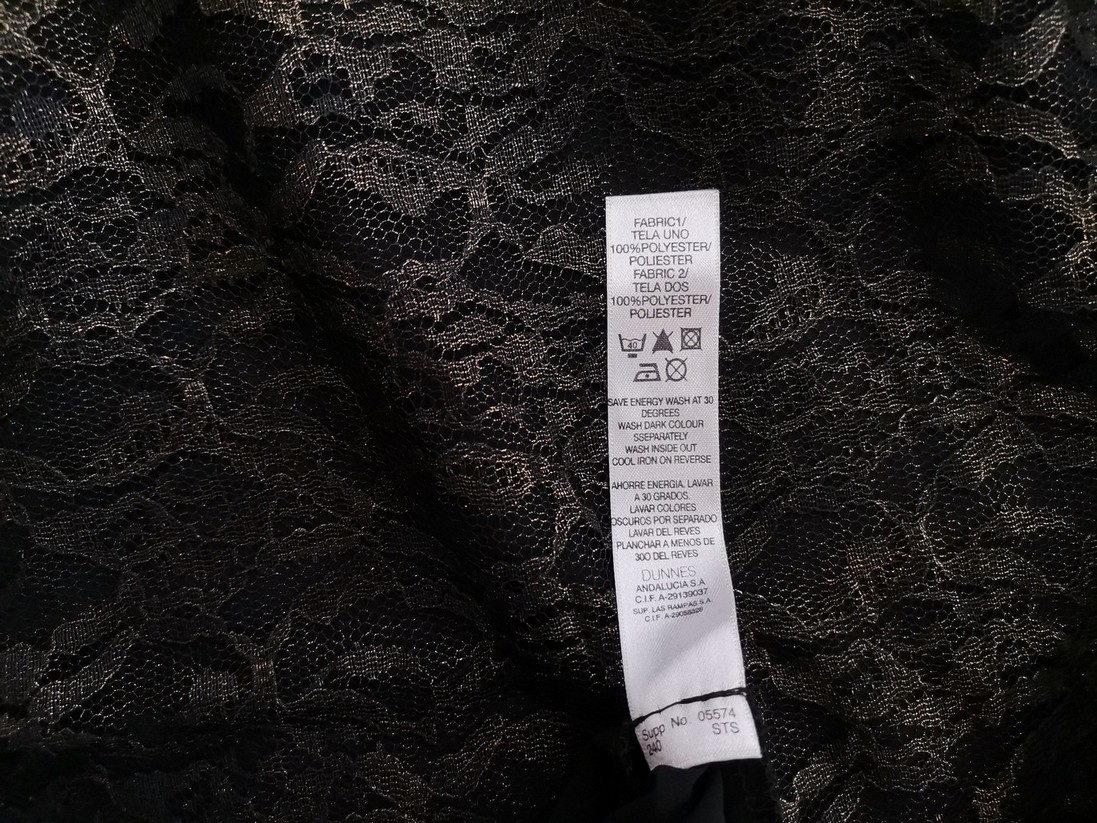 FABRIC1/
TELA UNO
100%POLYESTER/
POLIESTER
FABRIC 2/
TELA DOS
100%POLYESTER/
POLIESTER
40
SAVE ENERGY WASH AT 30
DEGREES
WASH DARK COLOUR
SSEPARATELY
WASH INSIDE OUT
COOL IRON ON REVERSE
AHORRE ENERGIA. LAVAR
A 30 GRADOS.
LAVAR COLORES
OSCUROS POR SEPARADO
LAVAR DEL REVES
PLANCHAR A MENOS DE
30O DEL REVES
DUNNES
ANDALUCIA S.A
C.I.F. A-29139037
SUP. LAS RAMPAS S.A
C.I.F A-29058329
Supp No 05574
240 STS